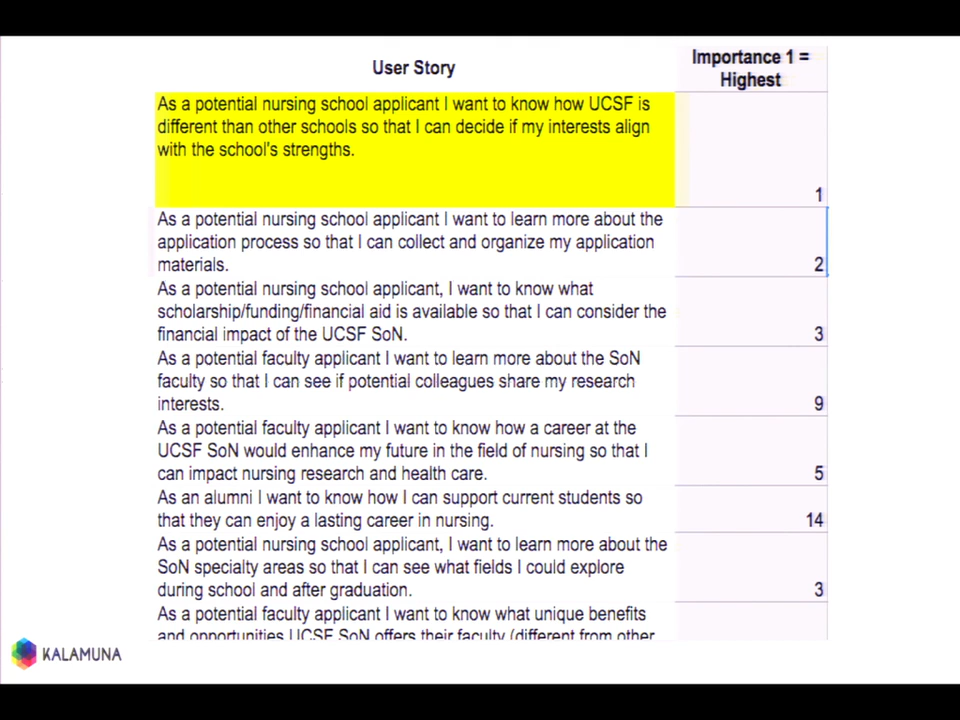 User Story
Importance 1 =
Highest
As a potential nursing school applicant I want to know how UCSF is
different than other schools so that I can decide if my interests align
with the school's strengths.
1
As a potential nursing school applicant I want to learn more about the
application process so that I can collect and organize my application
materials.
2
As a potential nursing school applicant, I want to know what
scholarship/funding/financial aid is available so that I can consider the
financial impact of the UCSF SoN.
3
As a potential faculty applicant I want to learn more about the SoN
faculty so that I can see if potential colleagues share my research
interests.
9
As a potential faculty applicant I want to know how a career at the
UCSF SoN would enhance my future in the field of nursing so that I
can impact nursing research and health care.
5
As an alumni I want to know how I can support current students so
that they can enjoy a lasting career in nursing.
14
As a potential nursing school applicant, I want to learn more about the
SoN specialty areas so that I can see what fields I could explore
during school and after graduation.
3
As a potential faculty applicant I want to know what unique benefits
and opportunities UCSF SoN offers their faculty (different from other
KALAMUNA